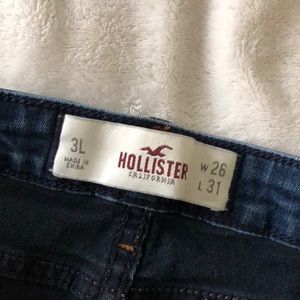 3L
MADE IN
CHINA
HOLLISTER
CALIFORNIA
W 26
L 31